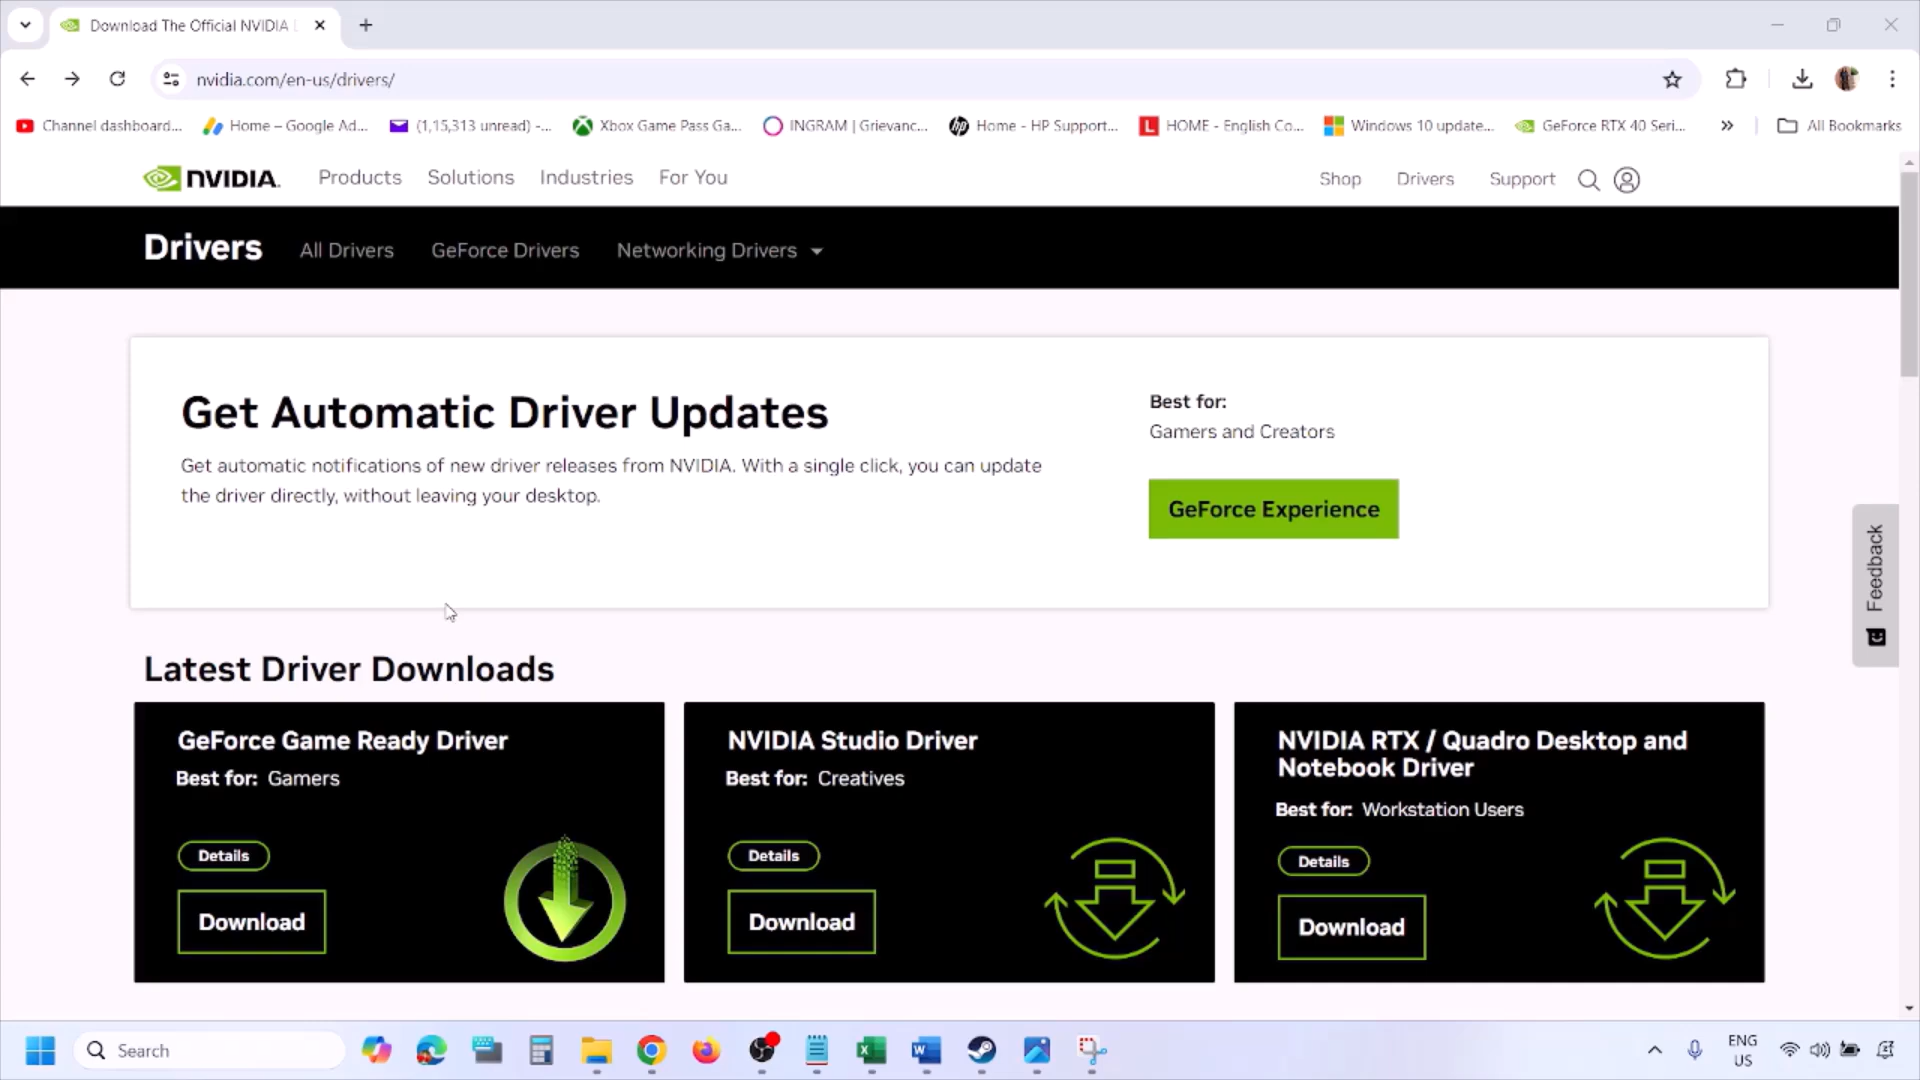 Download The Official NVIDIA
nvidia.com/en-us/drivers/
Channel dashboard...
Home – Google Ad...
(1,15,313 unread) -...
Xbox Game Pass Ga...
INGRAM | Grievanc...
Home - HP Support...
HOME - English Co...
Windows 10 update...
GeForce RTX 40 Seri...
All Bookmarks
NVIDIA.
Products
Solutions
Industries
For You
Shop
Drivers
Support
Drivers
All Drivers
GeForce Drivers
Networking Drivers
Get Automatic Driver Updates
Get automatic notifications of new driver releases from NVIDIA. With a single click, you can update
the driver directly, without leaving your desktop.
Best for:
Gamers and Creators
GeForce Experience
Feedback
Latest Driver Downloads
GeForce Game Ready Driver
Best for: Gamers
Details
Download
NVIDIA Studio Driver
Best for: Creatives
Details
Download
NVIDIA RTX / Quadro Desktop and
Notebook Driver
Best for: Workstation Users
Details
Download
Search
ENG
US